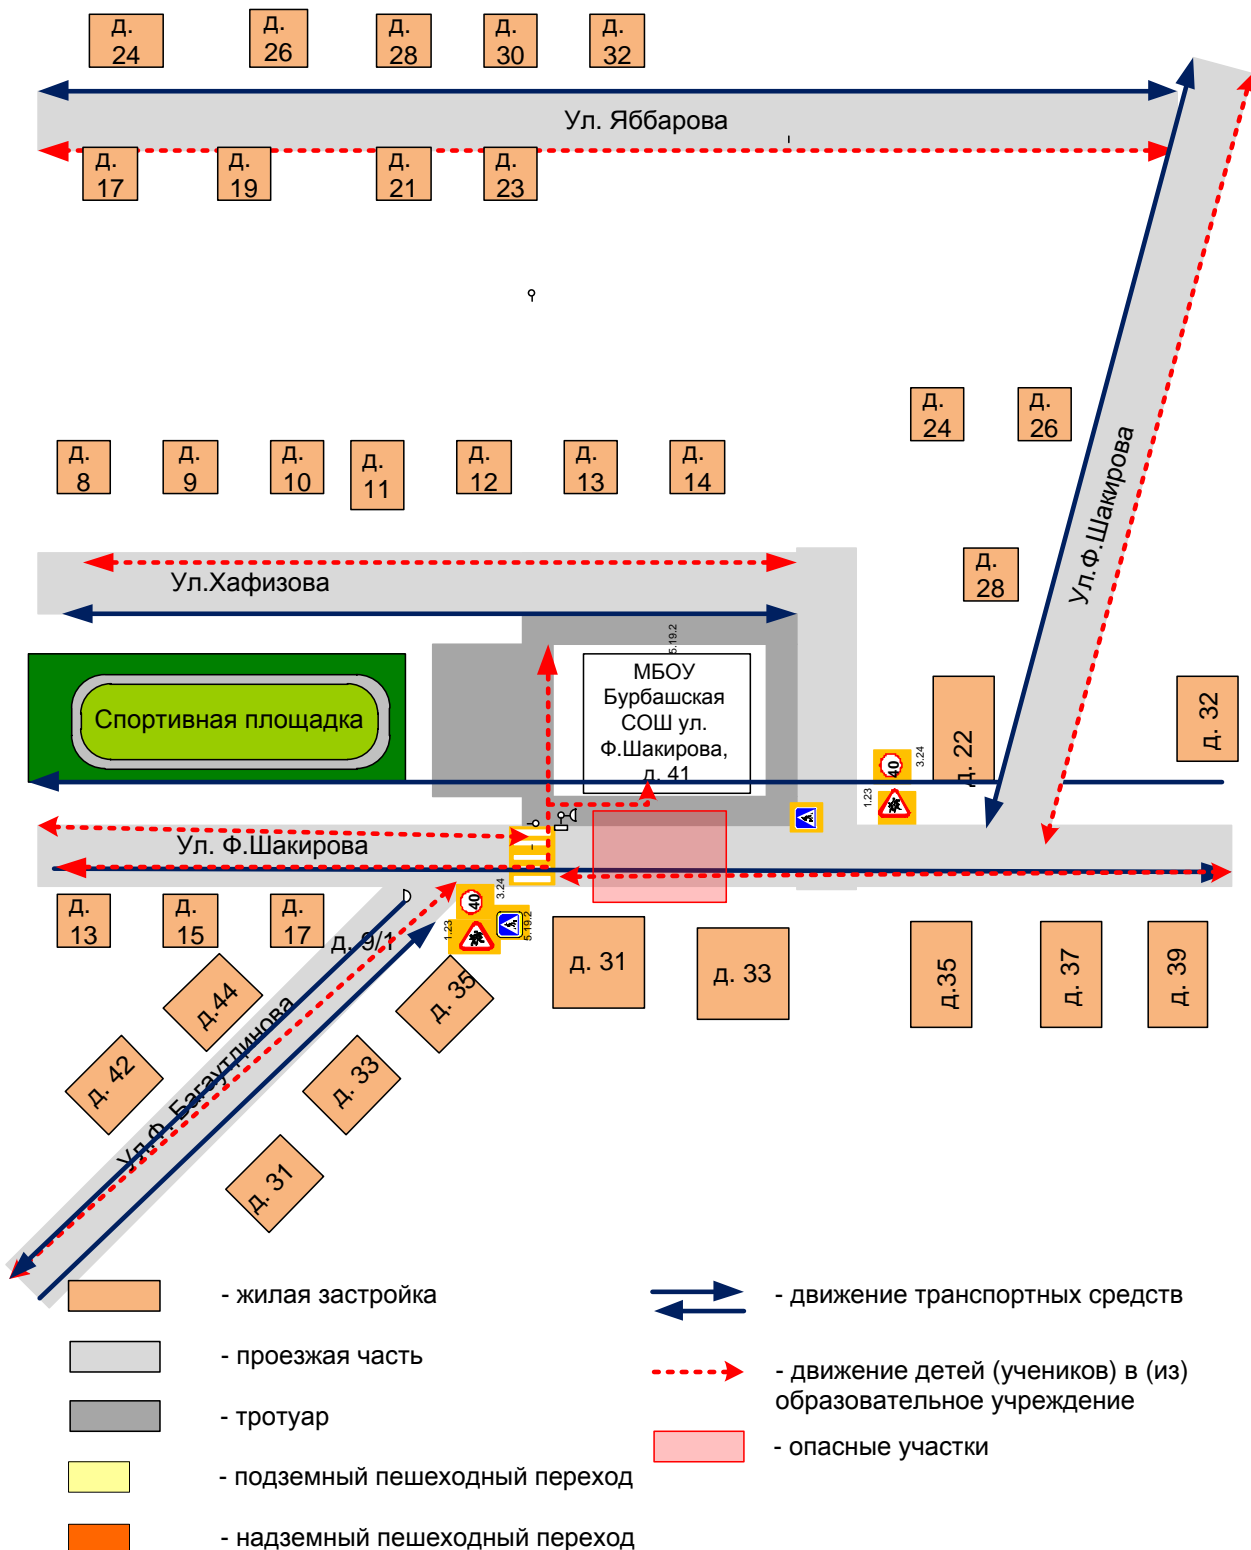 д. 24
д. 26
д. 28
д. 30
д. 32
Ул. Яббарова
д. 17
д. 19
д. 21
д. 23
д. 24
д. 26
Ул.Ф.Шакирова
д. 8
д. 9
д. 10
д. 11
д. 12
д. 13
д. 14
д. 28
Ул.Хафизова
5.19.2
МБОУ
Бурбашская
СОШ ул.
Ф.Шакирова,
д. 41
Спортивная площадка
д. 22
д. 32
40
3.24
1.23
Ул. Ф.Шакирова
д. 13
д. 15
д. 17
д. 9/1
40
3.24
1.23
5.19.2
д. 31
д. 33
д.35
д. 37
д. 39
д.44
д. 35
д. 42
д. 33
Ул.Ф. Багаутдинова
д. 31
- жилая застройка
- проезжая часть
- тротуар
- подземный пешеходный переход
- надземный пешеходный переход
- движение транспортных средств
- движение детей (учеников) в (из)
образовательное учреждение
- опасные участки